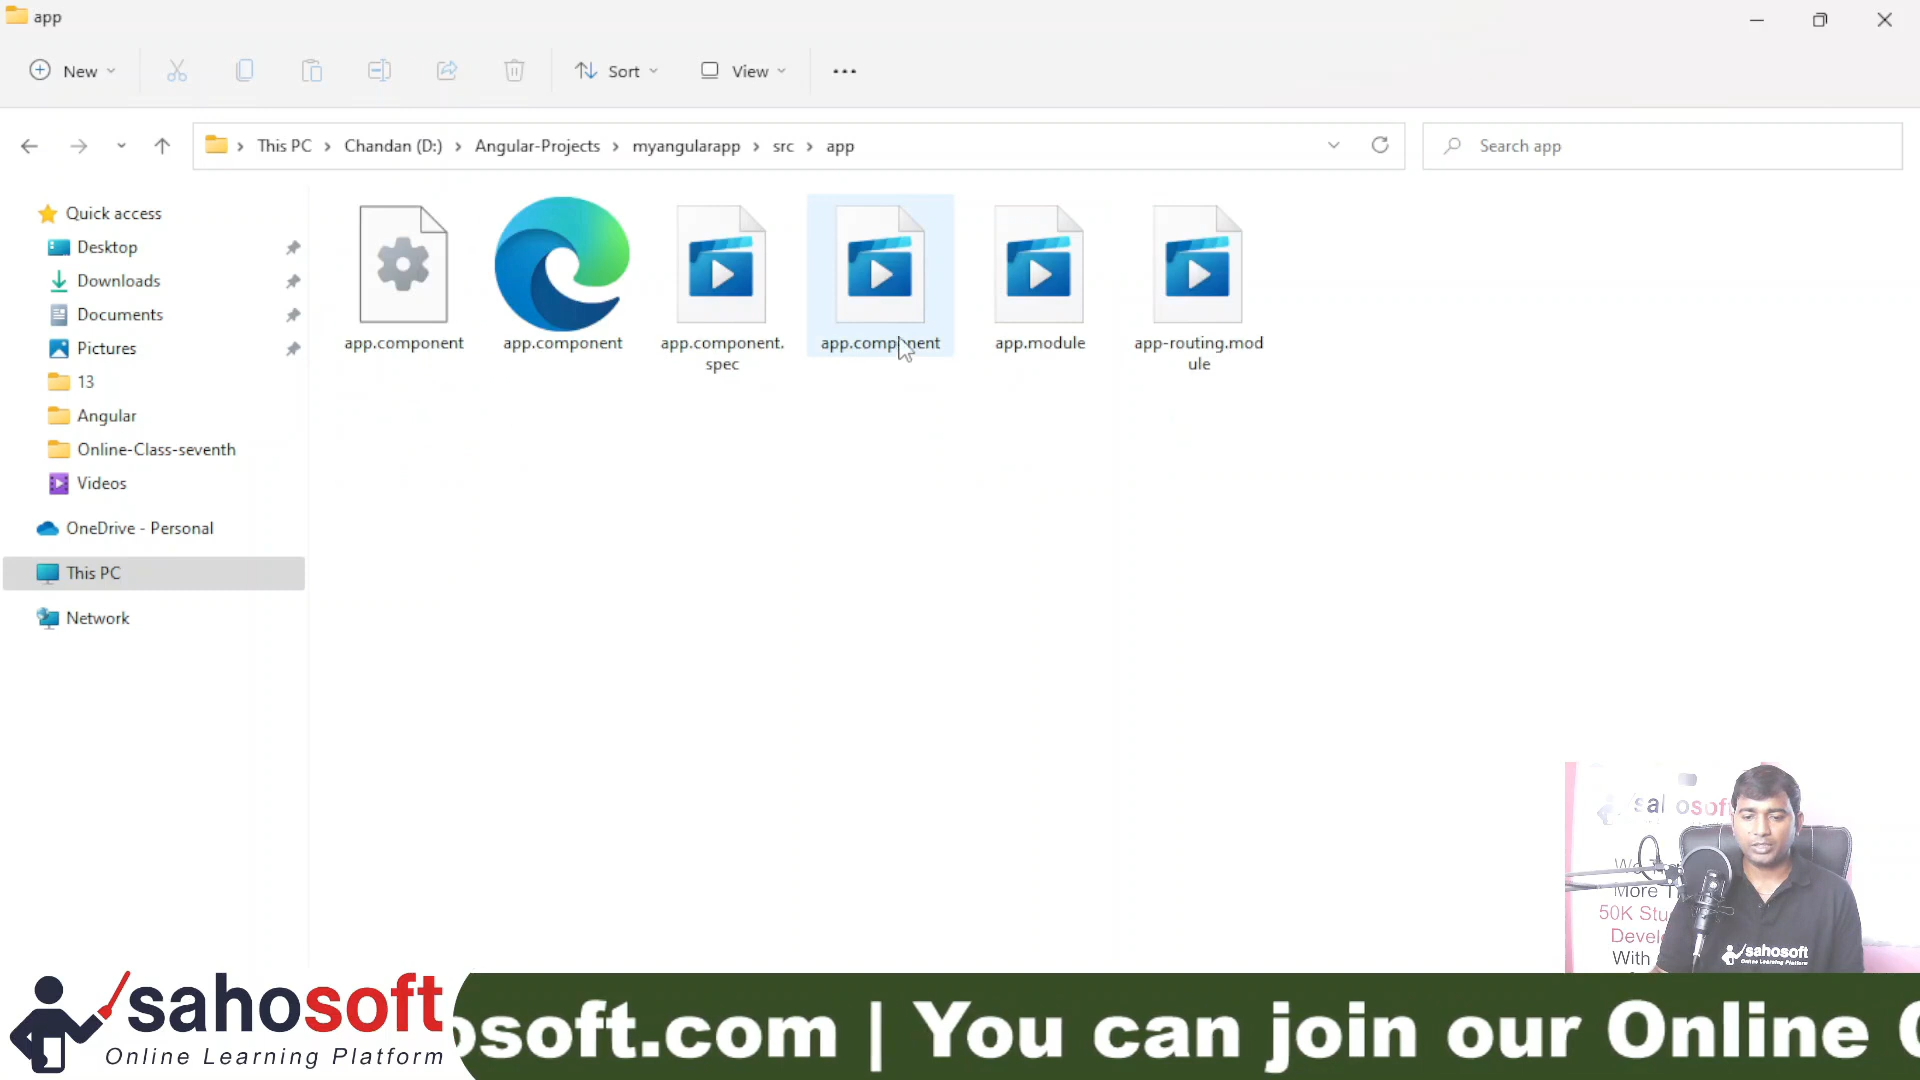 app
New
Sort
View
This PC
Chandan (D:)
Angular-Projects
myangularapp
src
app
Search app
Quick access
Desktop
Downloads
Documents
Pictures
13
Angular
Online-Class-seventh
Videos
OneDrive - Personal
This PC
Network
app.component
app.component
app.component.
spec
app.component
app.module
app-routing.mod
ule
More
50K
With
sahosoft
Online Learning Platform
sahosoft
Online Learning Platform
osoft.com | You can join our Online